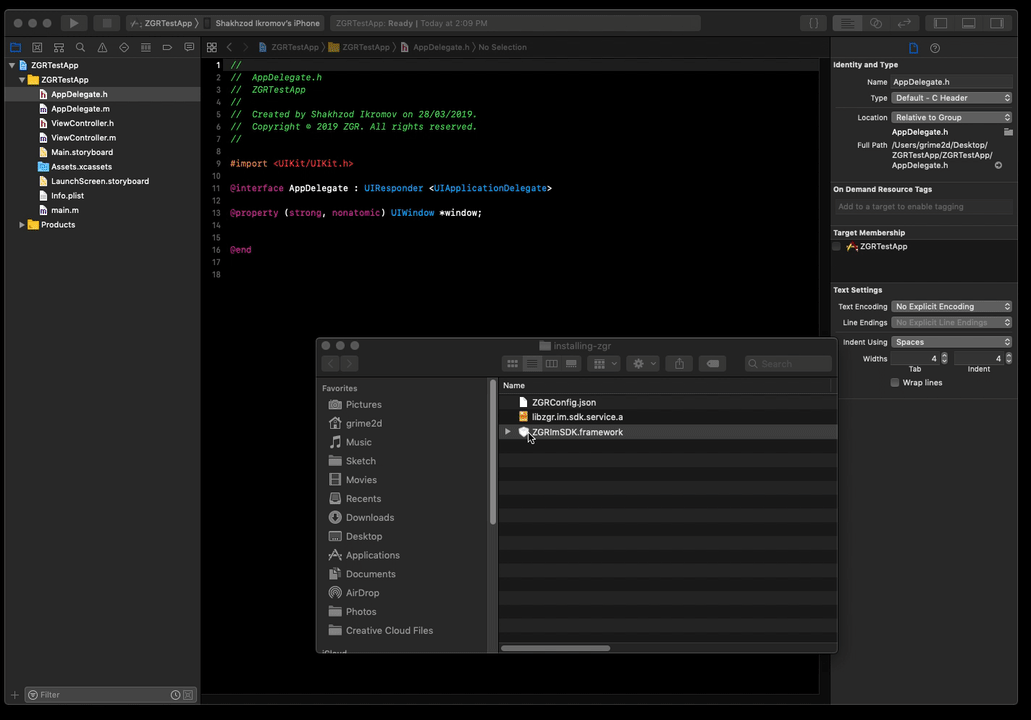 ZGRTestApp 〉 Shakhzod Ikromov's iPhone
ZGRTestApp: Ready | Today at 2:09 PM
{}
ZGRTestApp
ZGRTestApp
AppDelegate.h
AppDelegate.m
ViewController.h
ViewController.m
Main.storyboard
Assets.xcassets
LaunchScreen.storyboard
Info.plist
main.m
Products
Filter
ZGRTestApp 〉 ZGRTestApp 〉 AppDelegate.h 〉 No Selection
1 //
2 // AppDelegate.h
3 // ZGRTestApp
4 //
5 // Created by Shakhzod Ikromov on 28/03/2019.
6 // Copyright © 2019 ZGR. All rights reserved.
7 //
8
9 #import <UIKit/UIKit.h>
10
11 @interface AppDelegate : UIResponder <UIApplicationDelegate>
12
13 @property (strong, nonatomic) UIWindow *window;
14
15
16 @end
17
18
installing-zgr
Search
Favorites
Pictures
grime2d
Music
Sketch
Movies
Recents
Downloads
Desktop
Applications
Documents
AirDrop
Photos
Creative Cloud Files
iCloud
Name
ZGRConfig.json
libzgr.im.sdk.service.a
ZGRImSDK.framework
Identity and Type
Name AppDelegate.h
Type Default - C Header
Location Relative to Group
AppDelegate.h
Full Path /Users/grime2d/Desktop/
ZGRTestApp/ZGRTestApp/
AppDelegate.h
On Demand Resource Tags
Add to a target to enable tagging
Target Membership
ZGRTestApp
Text Settings
Text Encoding No Explicit Encoding
Line Endings No Explicit Line Endings
Indent Using Spaces
Widths 4 4
Tab Indent
Wrap lines